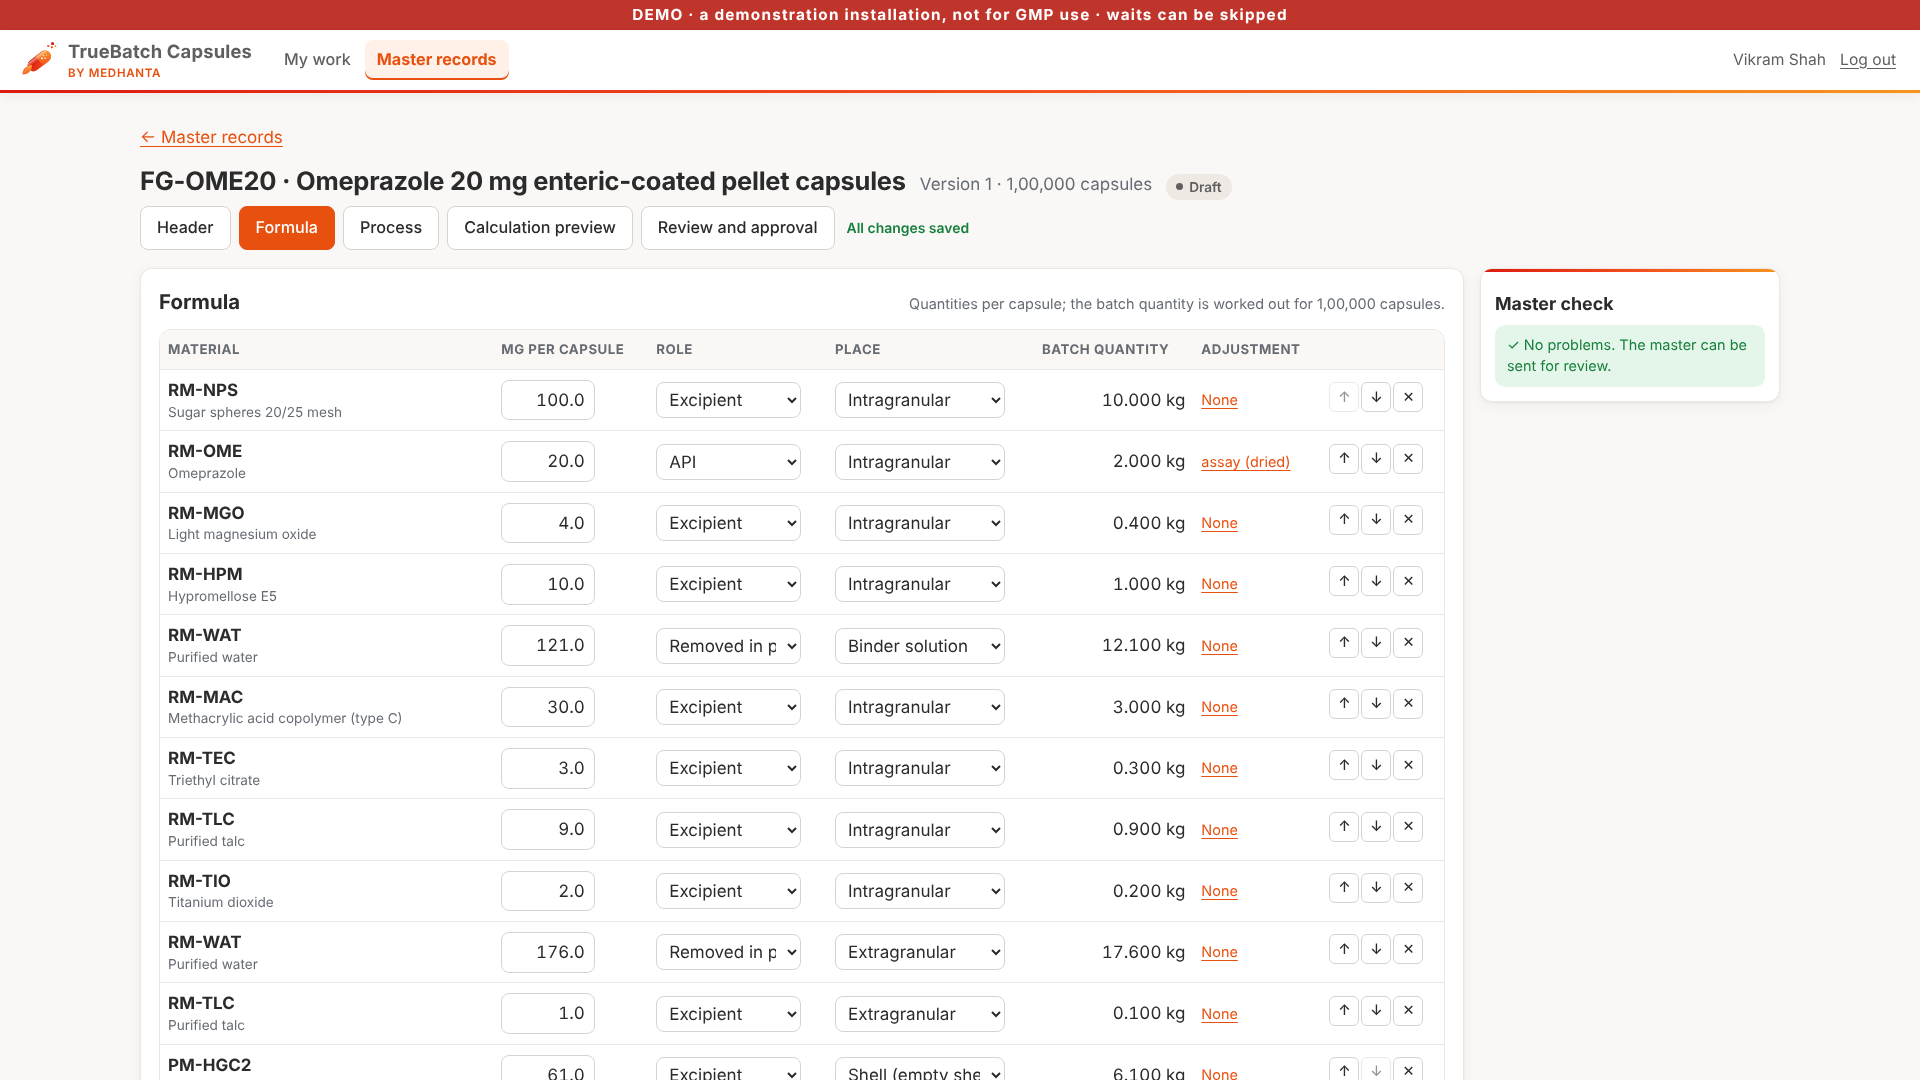 DEMO · a demonstration installation, not for GMP use · waits can be skipped
TrueBatch Capsules
BY MEDHANTA
My work
Master records
Vikram Shah
Log out
← Master records
FG-OME20 · Omeprazole 20 mg enteric-coated pellet capsules Version 1 · 1,00,000 capsules • Draft
Header
Formula
Process
Calculation preview
Review and approval
All changes saved
Formula
Quantities per capsule; the batch quantity is worked out for 1,00,000 capsules.
MATERIAL MG PER CAPSULE ROLE PLACE BATCH QUANTITY ADJUSTMENT
RM-NPS
Sugar spheres 20/25 mesh
100.0 Excipient Intragranular 10.000 kg None ↑ ↓ ×
RM-OME
Omeprazole
20.0 API Intragranular 2.000 kg assay (dried) ↑ ↓ ×
RM-MGO
Light magnesium oxide
4.0 Excipient Intragranular 0.400 kg None ↑ ↓ ×
RM-HPM
Hypromellose E5
10.0 Excipient Intragranular 1.000 kg None ↑ ↓ ×
RM-WAT
Purified water
121.0 Removed in p Binder solution 12.100 kg None ↑ ↓ ×
RM-MAC
Methacrylic acid copolymer (type C)
30.0 Excipient Intragranular 3.000 kg None ↑ ↓ ×
RM-TEC
Triethyl citrate
3.0 Excipient Intragranular 0.300 kg None ↑ ↓ ×
RM-TLC
Purified talc
9.0 Excipient Intragranular 0.900 kg None ↑ ↓ ×
RM-TIO
Titanium dioxide
2.0 Excipient Intragranular 0.200 kg None ↑ ↓ ×
RM-WAT
Purified water
176.0 Removed in p Extragranular 17.600 kg None ↑ ↓ ×
RM-TLC
Purified talc
1.0 Excipient Extragranular 0.100 kg None ↑ ↓ ×
PM-HGC2
61.0 Excipient Shell (empty she 6.100 kg None ↑ ↓ ×
Master check
✓ No problems. The master can be
sent for review.